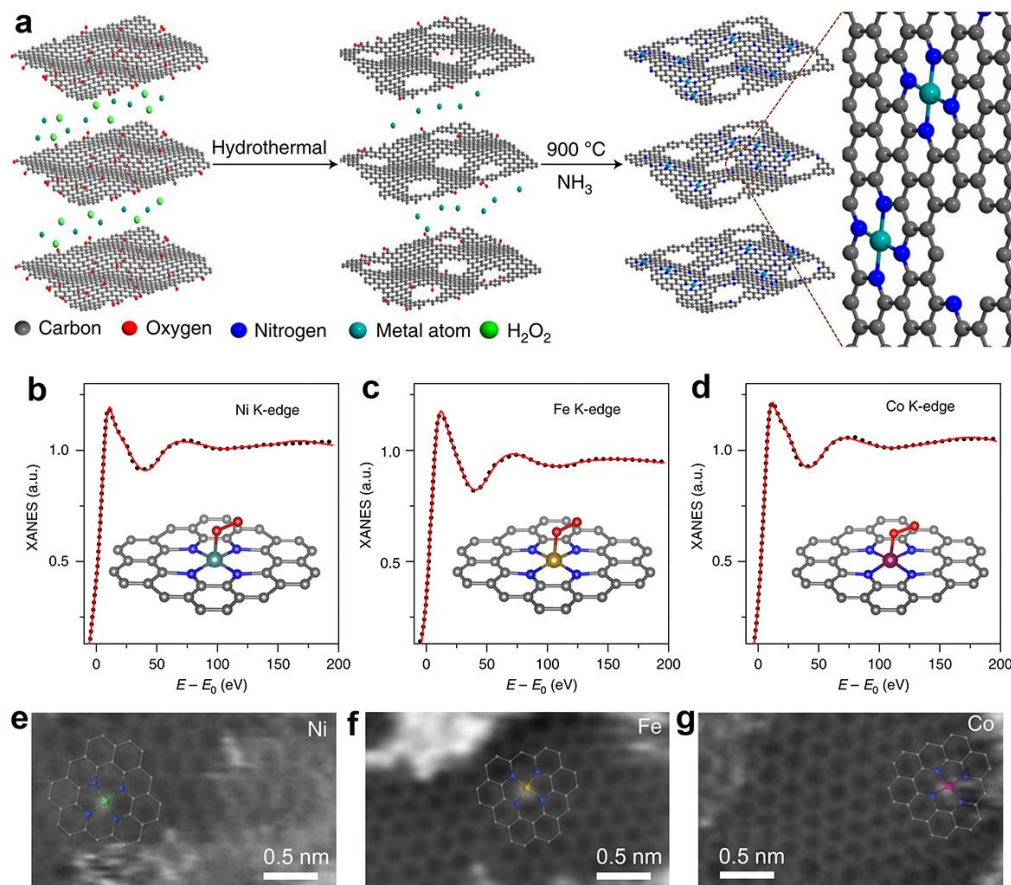 a
Hydrothermal
900 °C
NH₃
Carbon
Oxygen
Nitrogen
Metal atom
H₂O₂
b
Ni K-edge
XANES (a.u.)
1.0
0.5
0 50 100 150 200
E – E₀ (eV)
c
Fe K-edge
XANES (a.u.)
1.0
0.5
0 50 100 150 200
E – E₀ (eV)
d
Co K-edge
XANES (a.u.)
1.0
0.5
0 50 100 150 200
E – E₀ (eV)
e
Ni
0.5 nm
f
Fe
0.5 nm
g
Co
0.5 nm